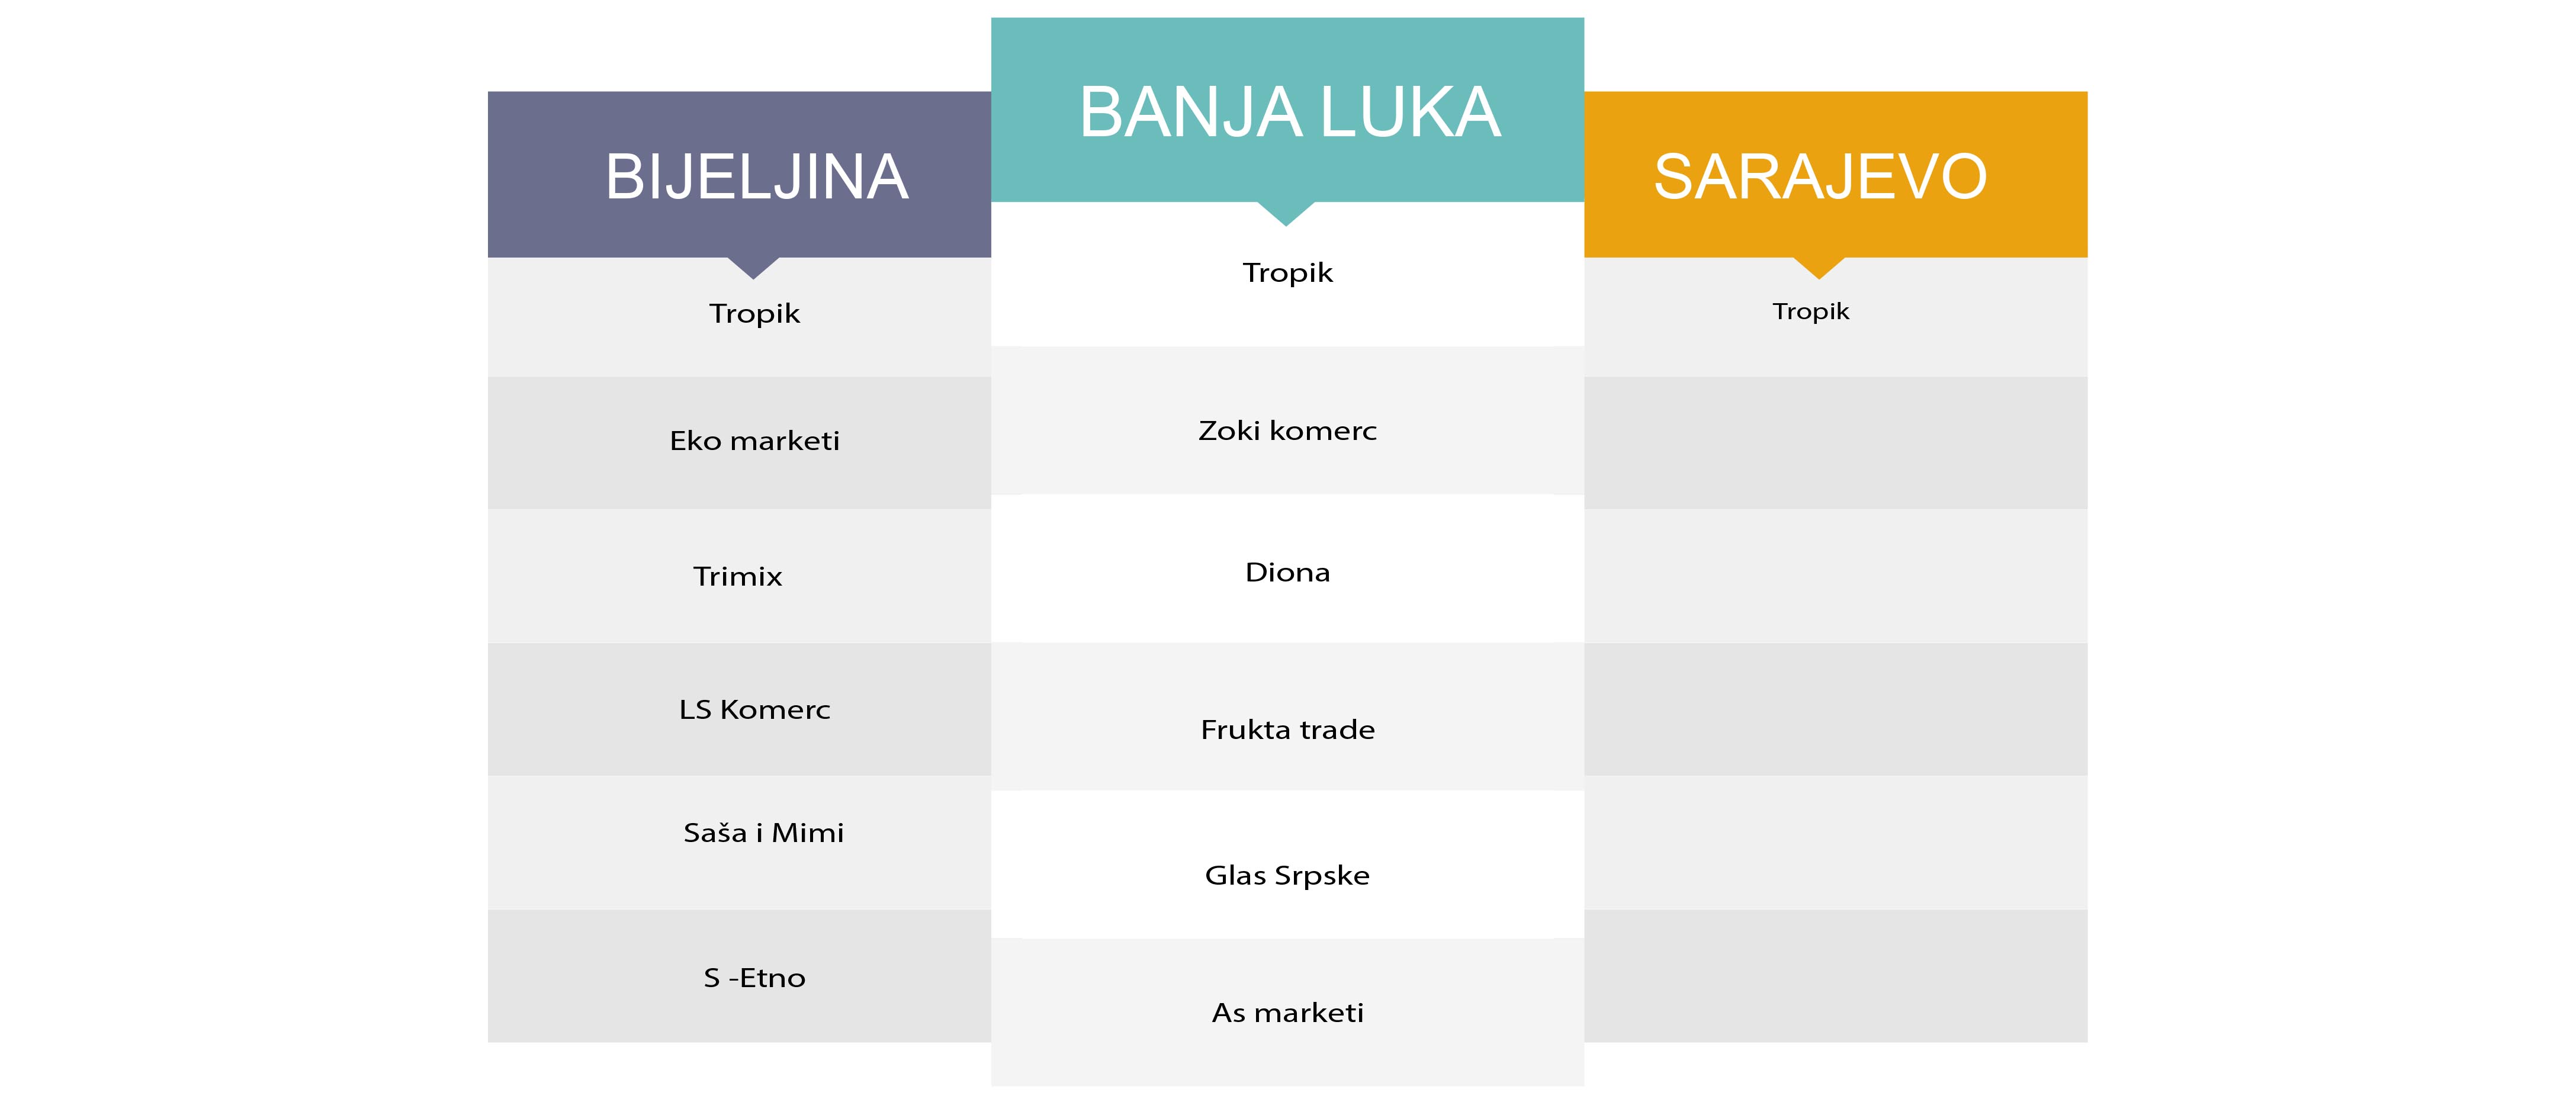 BIJELJINA
Tropik
Eko marketi
Trimix
LS Komerc
Saša i Mimi
S -Etno
BANJA LUKA
Tropik
Zoki komerc
Diona
Frukta trade
Glas Srpske
As marketi
SARAJEVO
Tropik